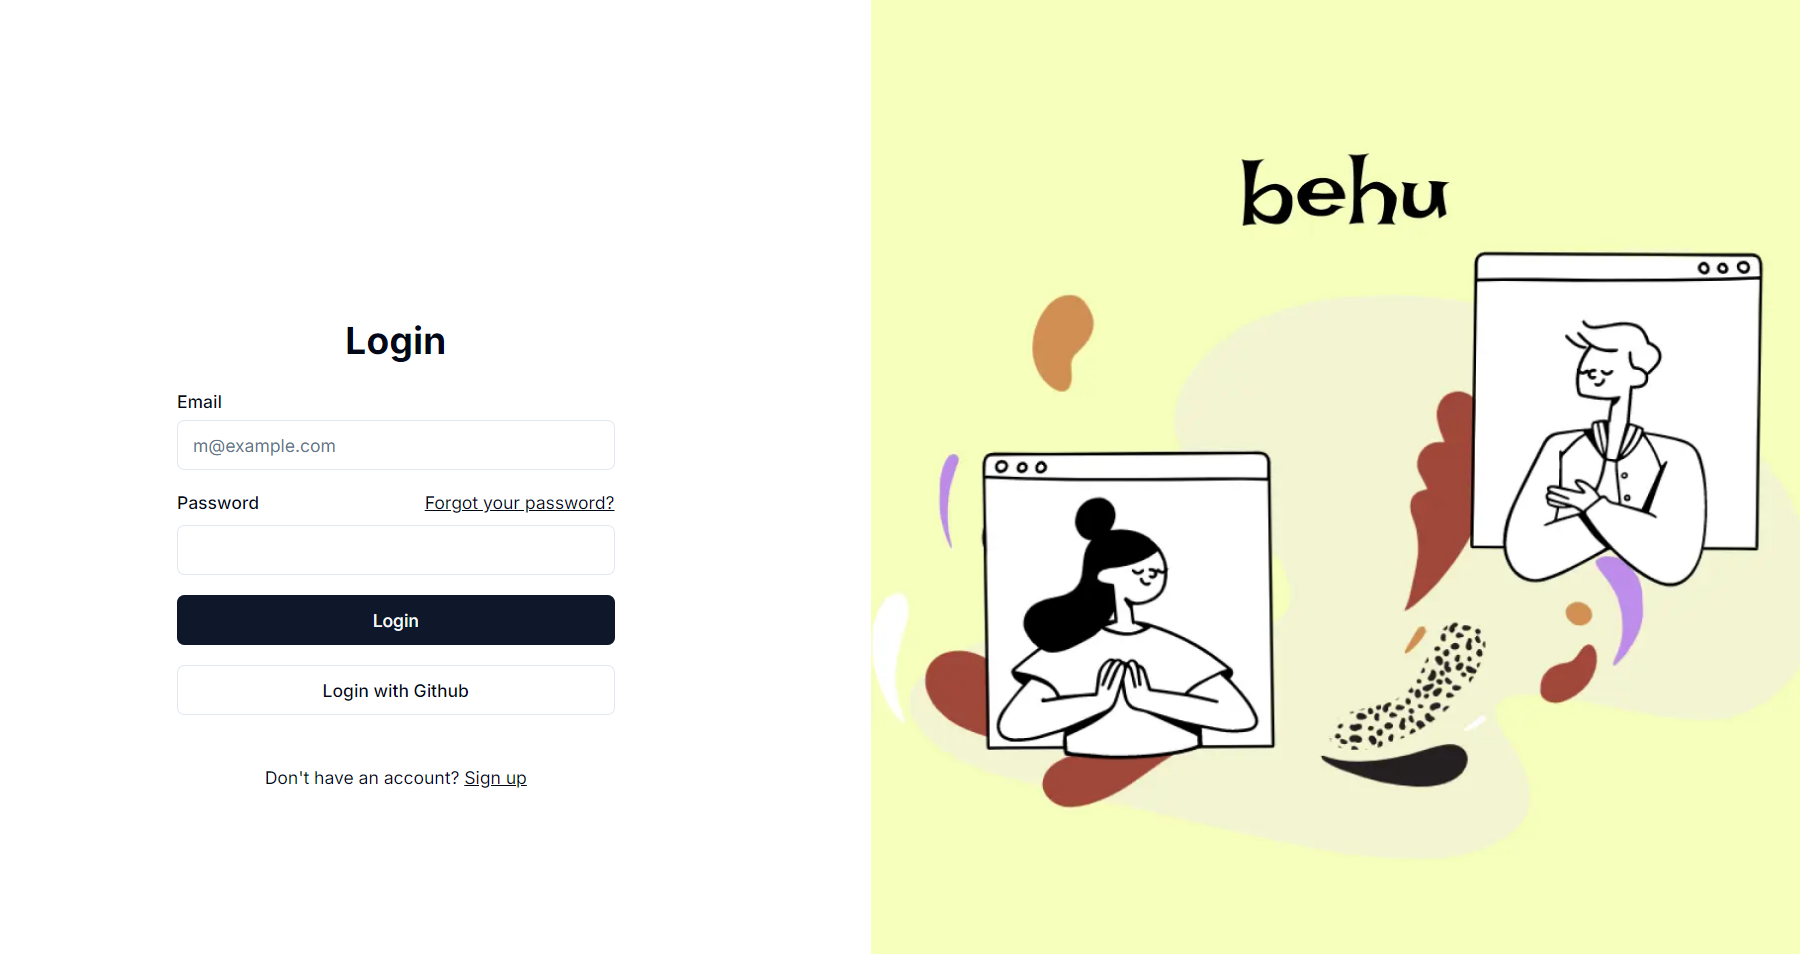 Login
Email
m@example.com
Password Forgot your password?
Login
Login with Github
Don't have an account? Sign up
behu